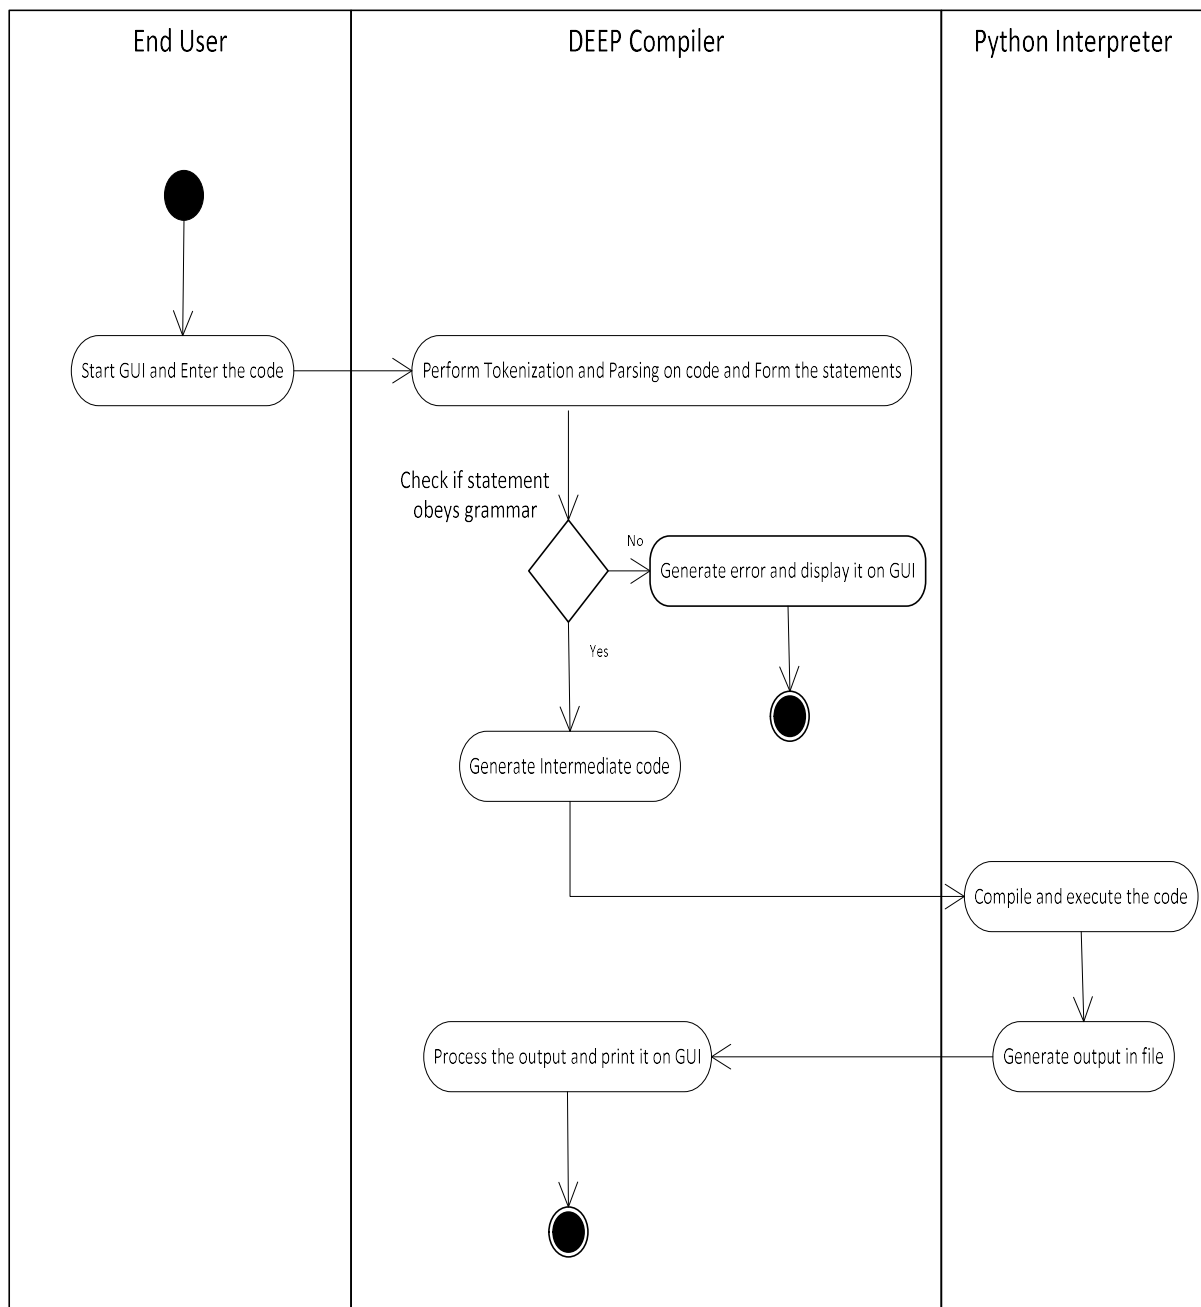 End User
DEEP Compiler
Python Interpreter
Start GUI and Enter the code
Perform Tokenization and Parsing on code and Form the statements
Check if statement
obeys grammar
No
Generate error and display it on GUI
Yes
Generate Intermediate code
Compile and execute the code
Process the output and print it on GUI
Generate output in file